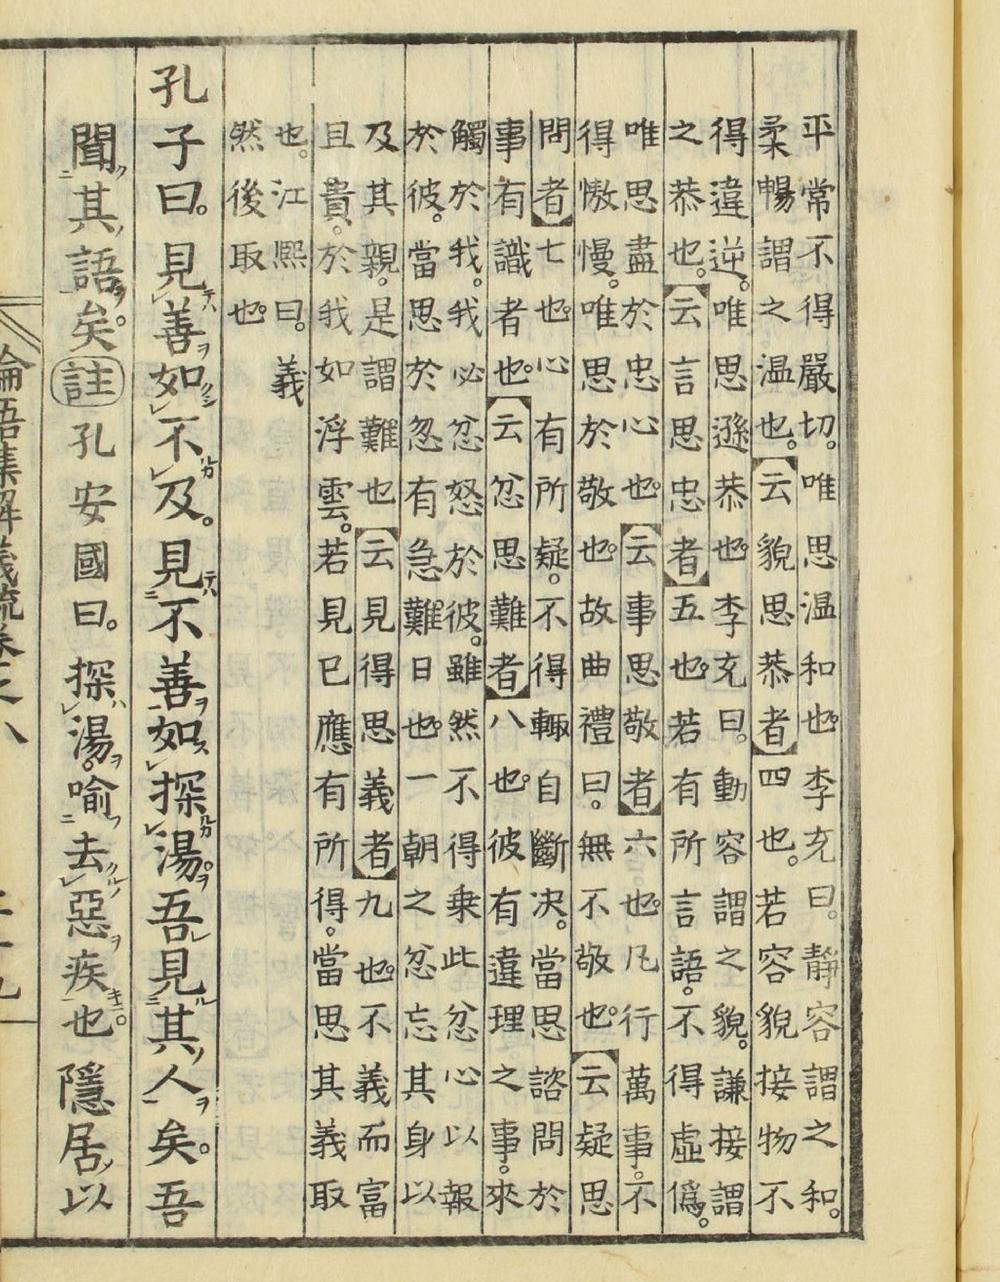 平常不得嚴切。唯思温和也。李充曰。靜容謂之和。
柔暢謂之温也。云貌思恭者四也。若容貌接物不
得違逆。唯思遜恭也。李充曰。動容謂之貌。謙接謂
之恭也。云言思忠者五也。若有所言語。不得虛僞。
唯思盡於忠心也。云事思敬者六也。凡行萬事。不
得慠慢。唯思於敬也。故曲禮曰。無不敬也。云疑思
問者七也。心有所疑。不得輙自斷决。當思諮問於
事有識者也。云忿思難者八也。彼有違理之事。來
觸於我。我必忿怒於彼。雖然不得乗此忿心以報
於彼。當思於忽有急難日也。一朝之忿忘其身以
及其親。是謂難也云見得思義者九也。不義而富
且貴。於我如浮雲。若見巳應有所得。當思其義取
也。江熙曰。義
然後取也。
孔子曰。見善如不及。見不善如探湯。吾見其人矣。吾
聞其語矣。註孔安國曰。探湯。喻去惡疾也。隱居以
論語集解義疏卷之八 二十九